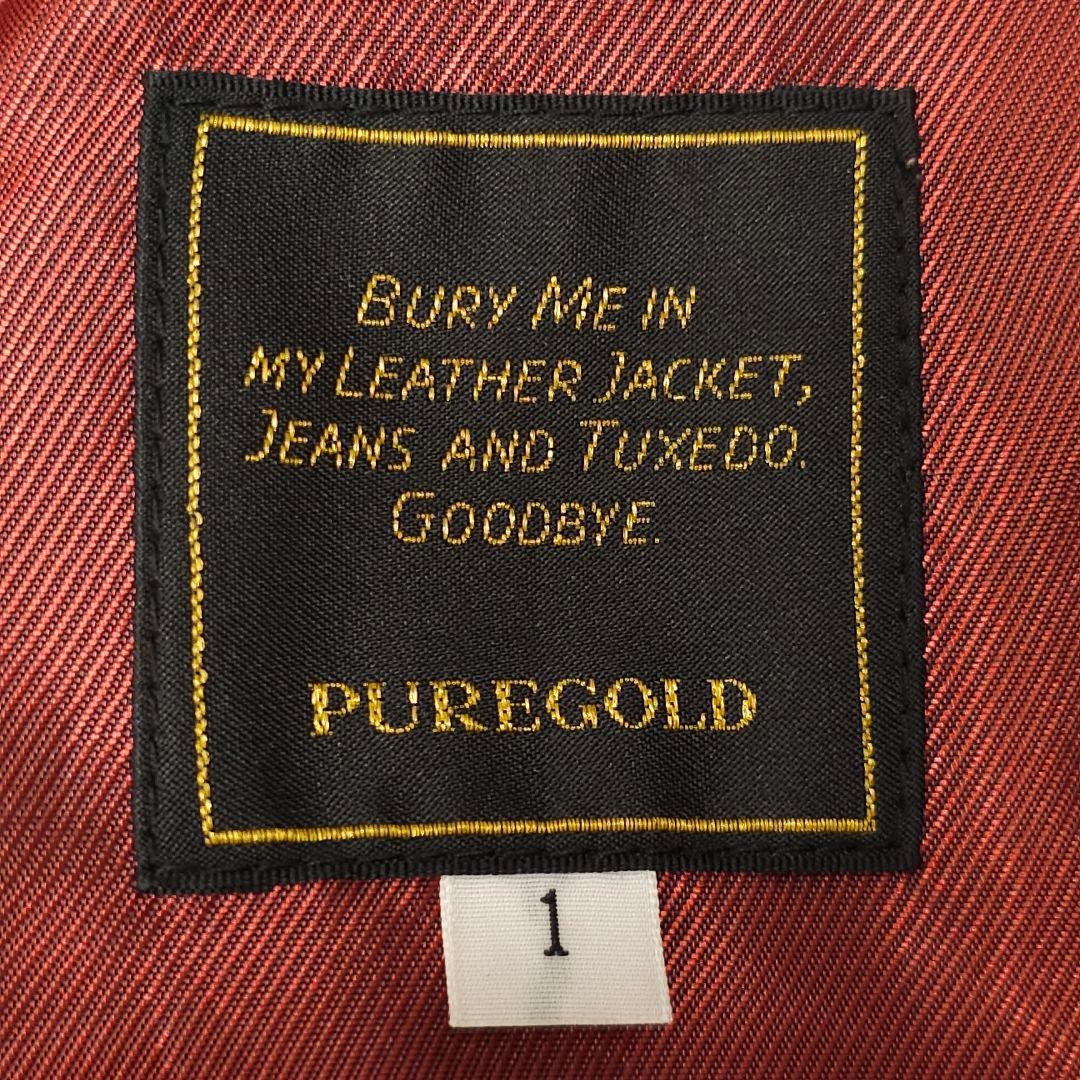 BURY ME IN
MY LEATHER JACKET,
JEANS AND TUXEDO.
GOODBYE.
PUREGOLD
1